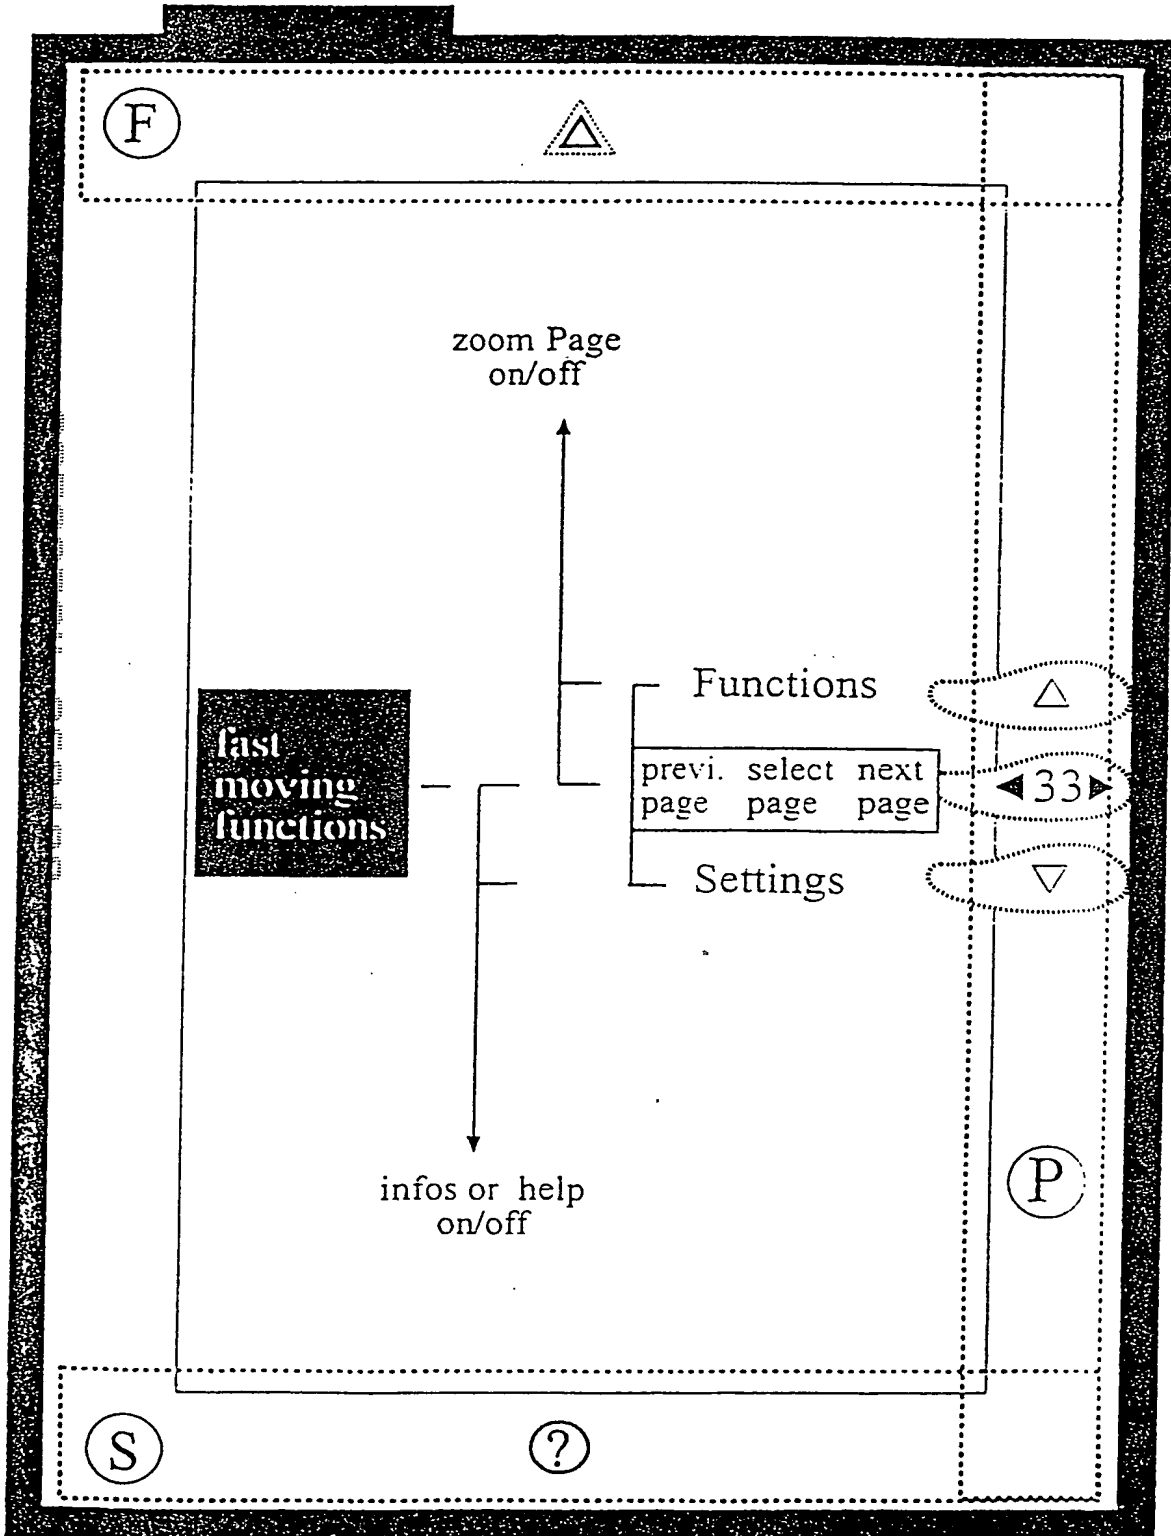 F
zoom Page
on/off
Functions
fast
moving
functions
previ. select next
page page page
33
Settings
P
infos or help
on/off
S
?